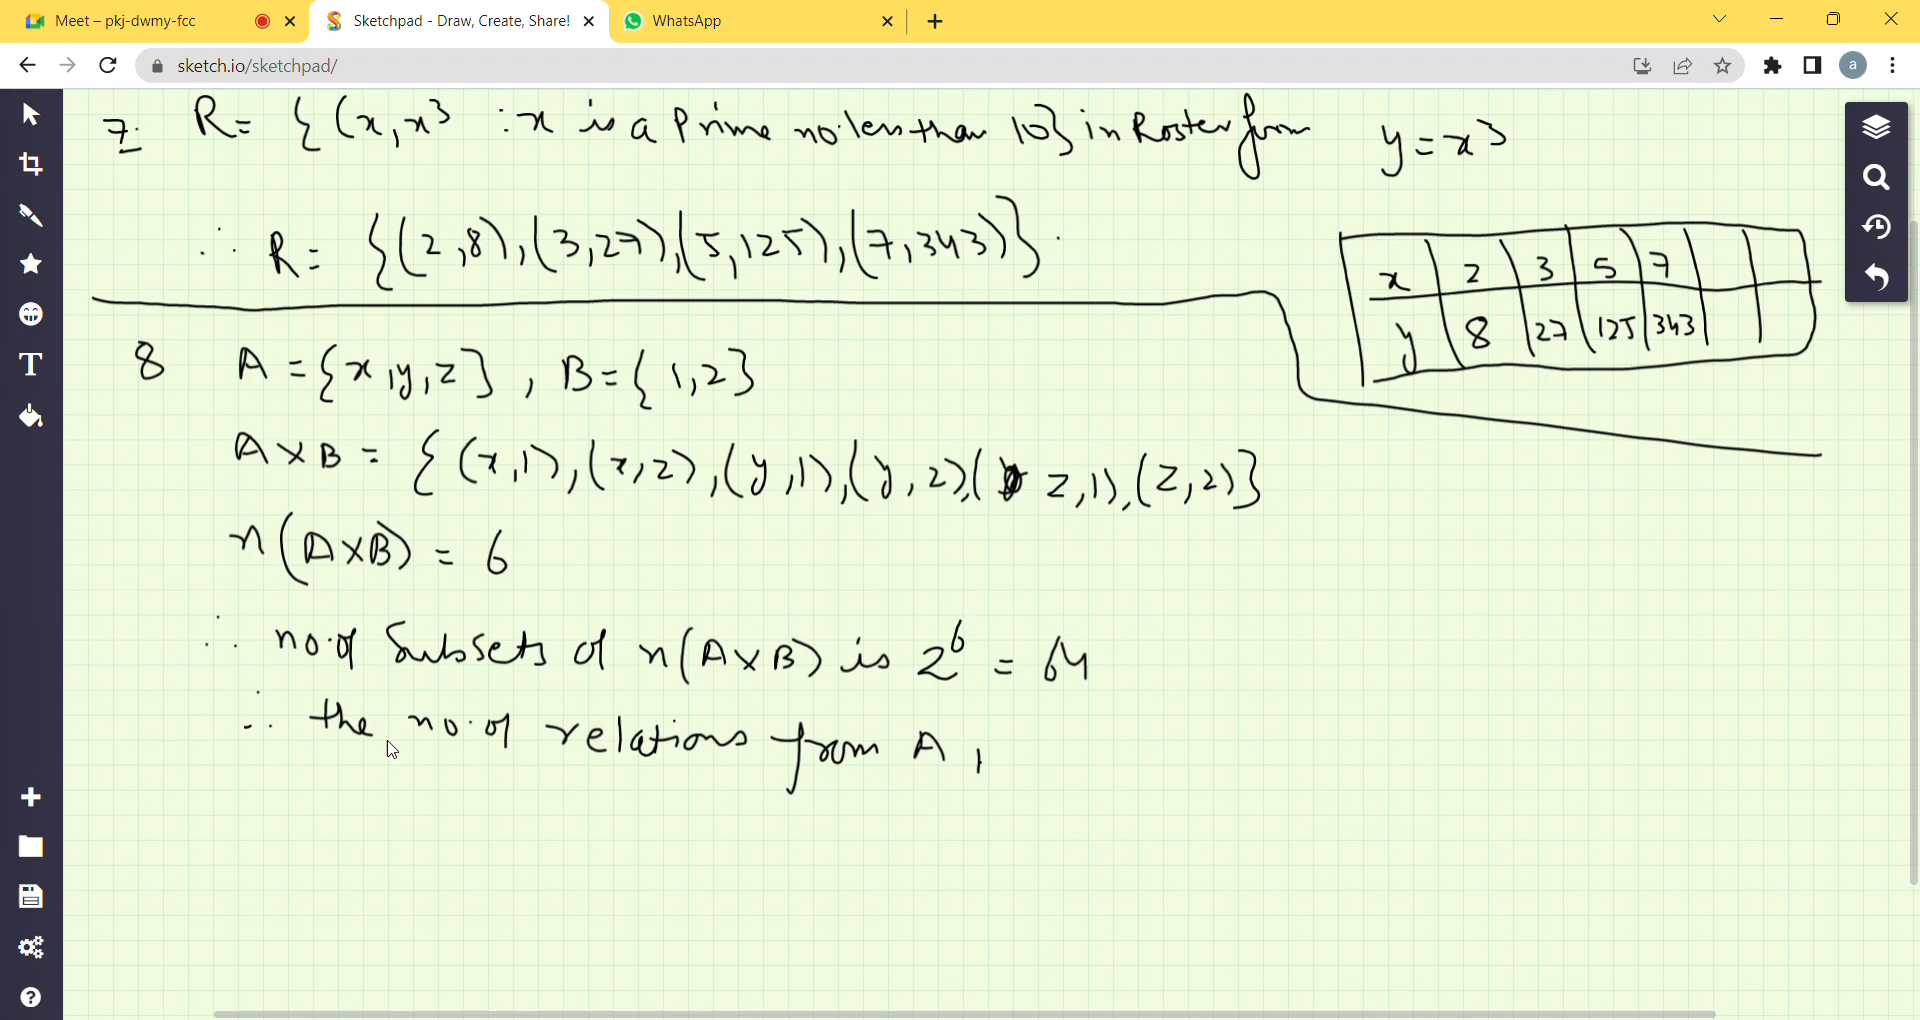 Meet – pkj-dwmy-fcc
Sketchpad - Draw, Create, Share!
WhatsApp
sketch.io/sketchpad/
a
7. R = { (x, x³ : x is a Prime no. less than 10} in Roster form
y = x³
∴ R = {(2,8),(3,27),(5,125),(7,343)}.
x 2 3 5 7
y 8 27 125 343
8 A = {x,y,z} , B = {1,2}
A×B = { (x,1),(x,2),(y,1),(y,2),( z,1),(z,2)}
n(A×B) = 6
∴ no. of Subsets of n(A×B) is 2⁶ = 64
∴ the no. of relations from A ,
T